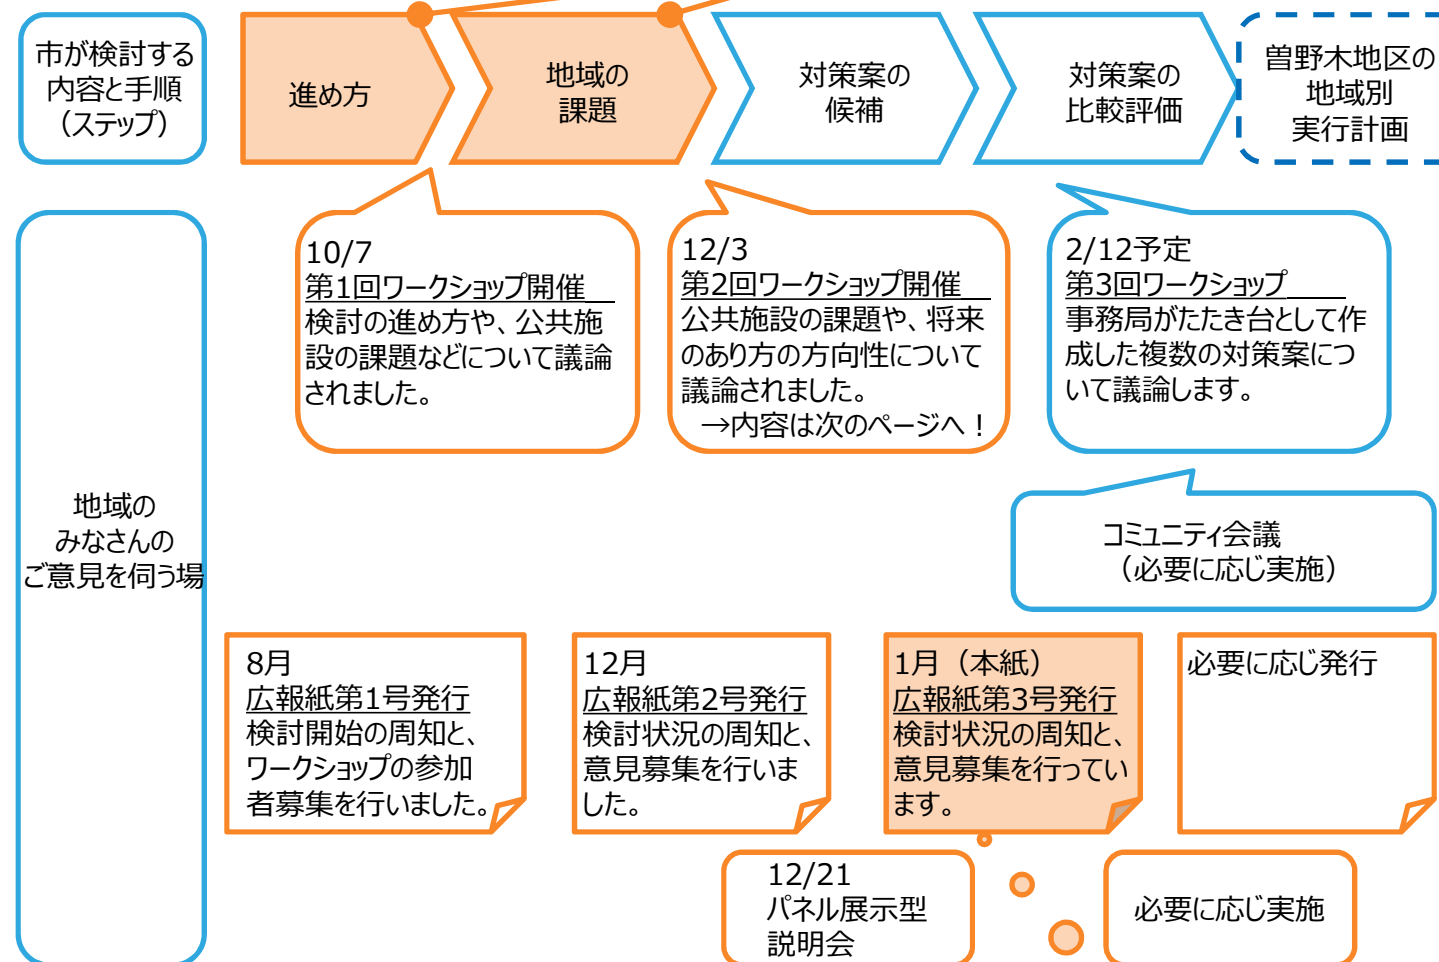 市が検討する
内容と手順
（ステップ）
進め方
地域の
課題
対策案の
候補
対策案の
比較評価
曽野木地区の
地域別
実行計画
地域の
みなさんの
ご意見を伺う場
10/7
第1回ワークショップ開催
検討の進め方や、公共施
設の課題などについて議論
されました。
12/3
第2回ワークショップ開催
公共施設の課題や、将来
のあり方の方向性について
議論されました。
→内容は次のページへ！
2/12予定
第3回ワークショップ
事務局がたたき台として作
成した複数の対策案につ
いて議論します。
コミュニティ会議
（必要に応じ実施）
8月
広報紙第1号発行
検討開始の周知と、
ワークショップの参加
者募集を行いました。
12月
広報紙第2号発行
検討状況の周知と、
意見募集を行いま
した。
1月（本紙）
広報紙第3号発行
検討状況の周知と、
意見募集を行ってい
ます。
必要に応じ発行
12/21
パネル展示型
説明会
必要に応じ実施